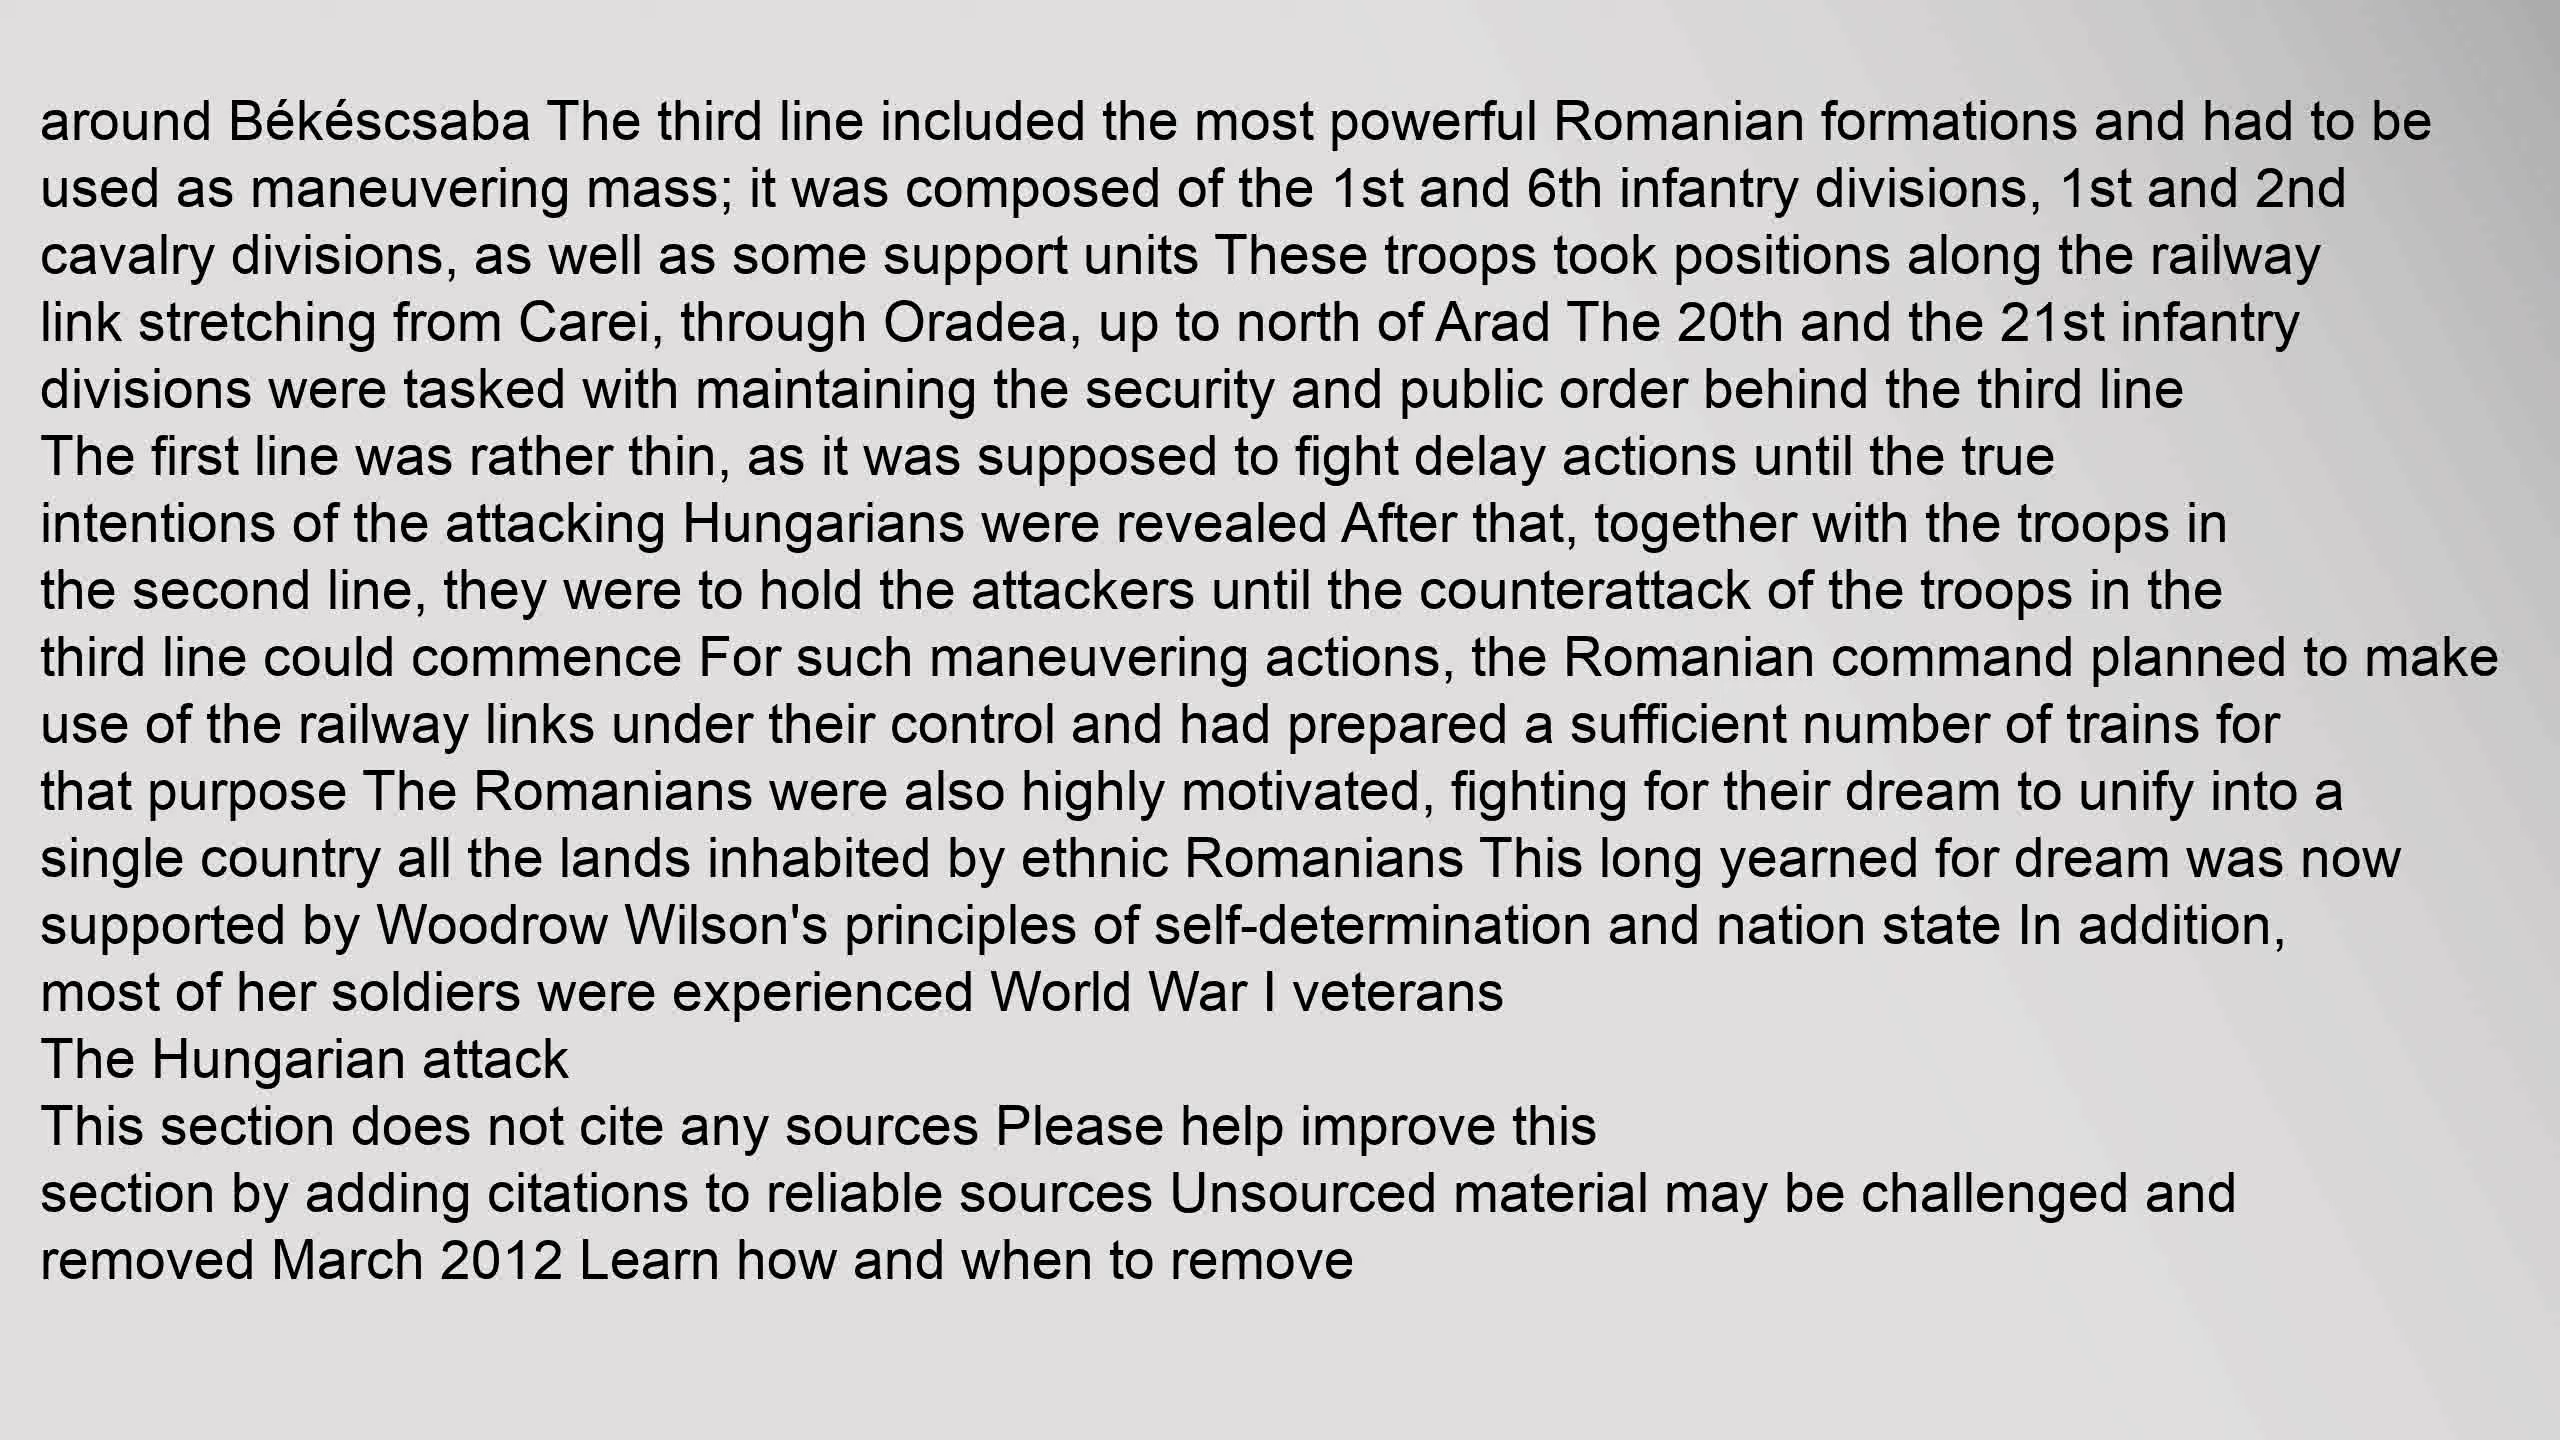 around Békéscsaba The third line included the most powerful Romanian formations and had to be
used as maneuvering mass; it was composed of the 1st and 6th infantry divisions, 1st and 2nd
cavalry divisions, as well as some support units These troops took positions along the railway
link stretching from Carei, through Oradea, up to north of Arad The 20th and the 21st infantry
divisions were tasked with maintaining the security and public order behind the third line
The first line was rather thin, as it was supposed to fight delay actions until the true
intentions of the attacking Hungarians were revealed After that, together with the troops in
the second line, they were to hold the attackers until the counterattack of the troops in the
third line could commence For such maneuvering actions, the Romanian command planned to make
use of the railway links under their control and had prepared a sufficient number of trains for
that purpose The Romanians were also highly motivated, fighting for their dream to unify into a
single country all the lands inhabited by ethnic Romanians This long yearned for dream was now
supported by Woodrow Wilson's principles of self-determination and nation state In addition,
most of her soldiers were experienced World War I veterans
The Hungarian attack
This section does not cite any sources Please help improve this
section by adding citations to reliable sources Unsourced material may be challenged and
removed March 2012 Learn how and when to remove